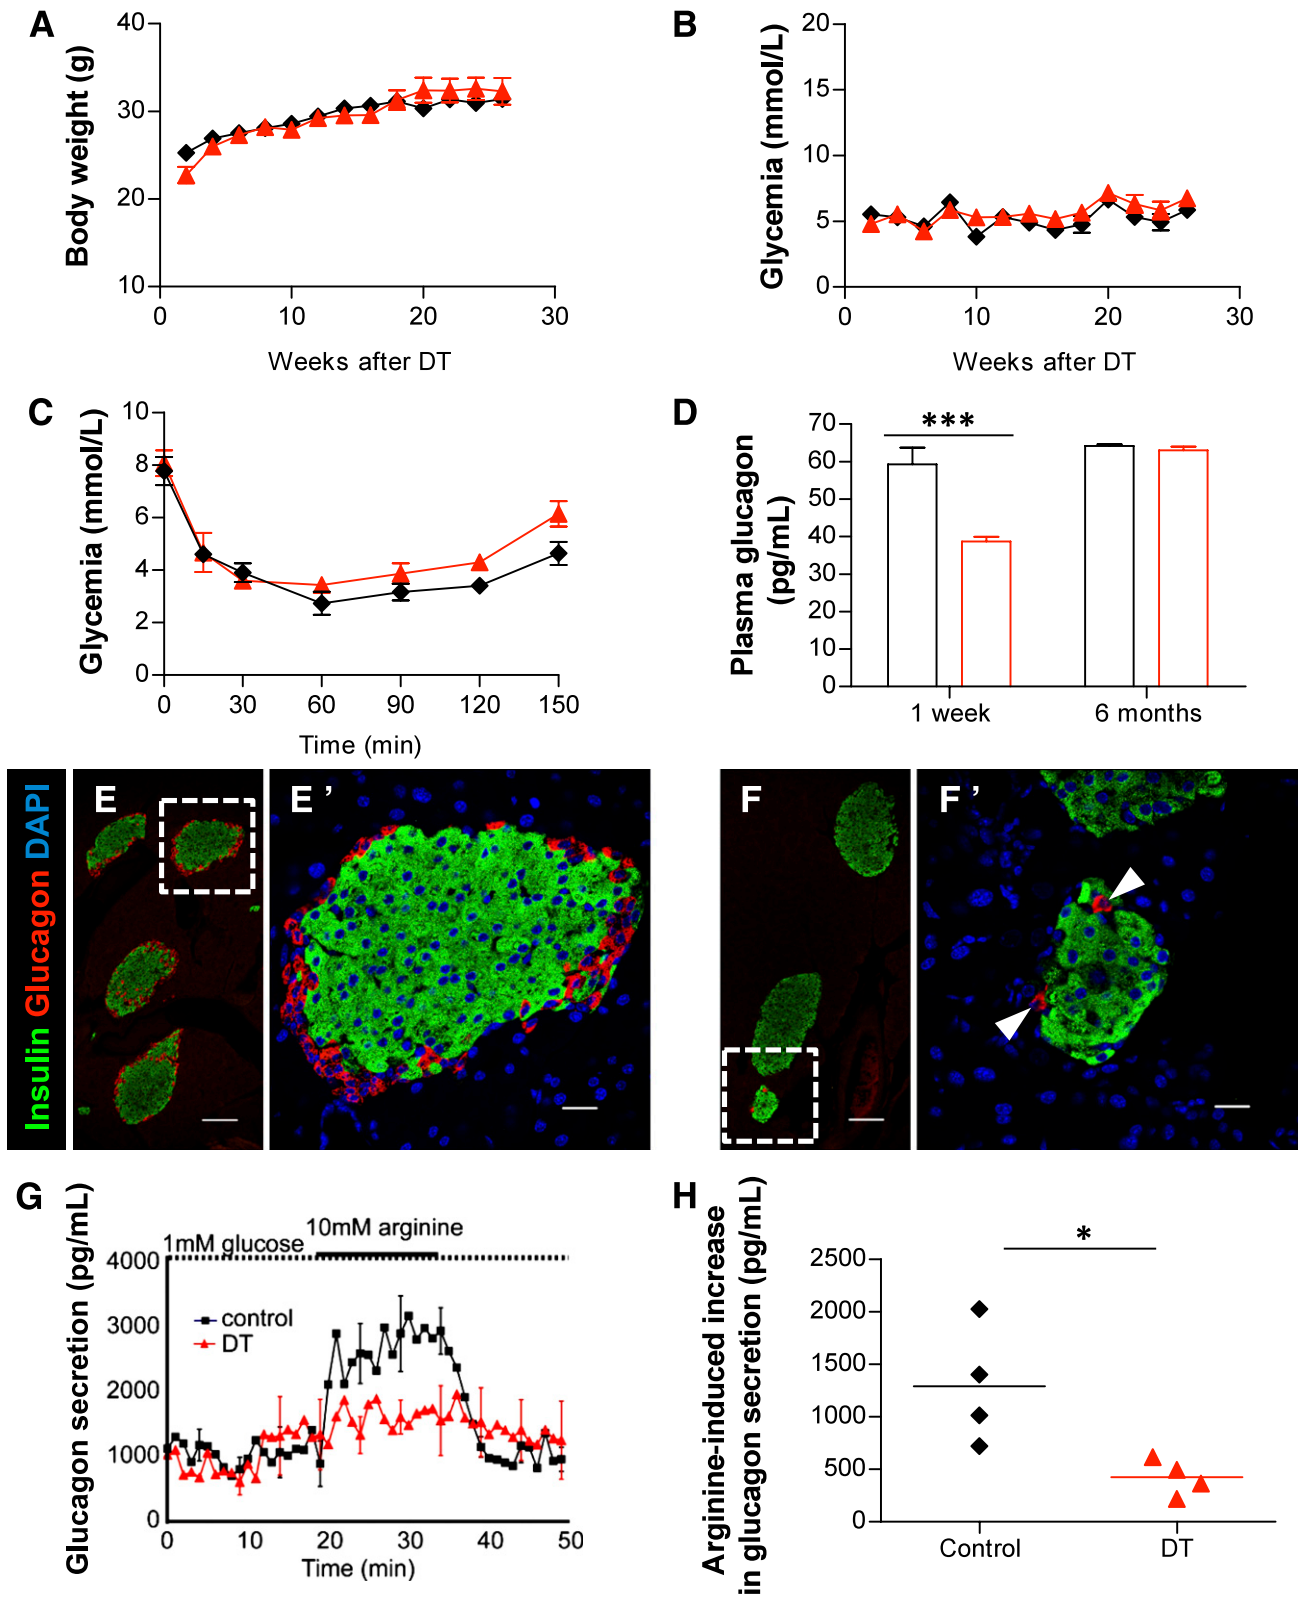 A
Body weight (g)
40
30
20
10
0
10
20
30
Weeks after DT
B
Glycemia (mmol/L)
20
15
10
5
0
0
10
20
30
Weeks after DT
C
Glycemia (mmol/L)
10
8
6
4
2
0
0
30
60
90
120
150
Time (min)
D
Plasma glucagon
(pg/mL)
70
60
50
40
30
20
10
0
***
1 week
6 months
Insulin Glucagon DAPI
E
E'
F
F'
G
Glucagon secretion (pg/mL)
10mM arginine
1mM glucose
4000
3000
2000
1000
0
control
DT
0
10
20
30
40
50
Time (min)
H
Arginine-induced increase
in glucagon secretion (pg/mL)
2500
2000
1500
1000
500
0
*
Control
DT